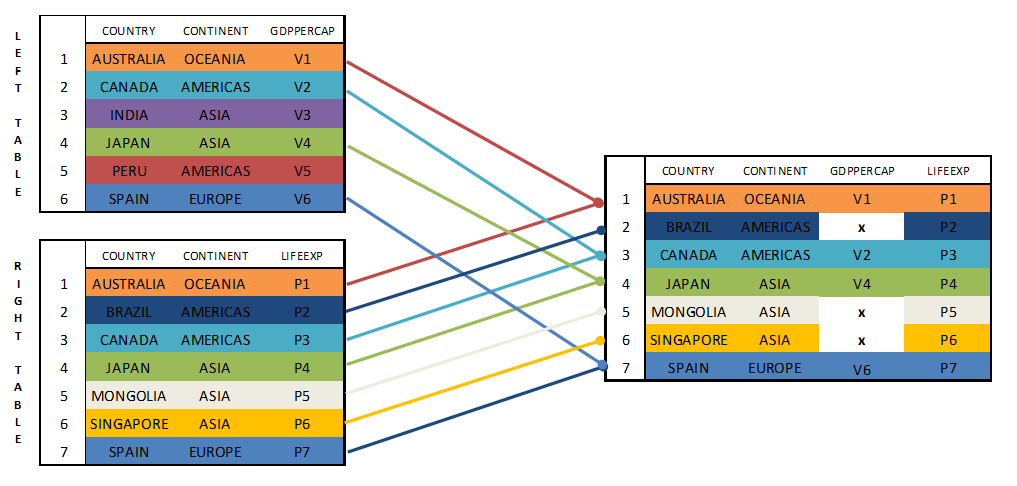 LEFT TABLE
COUNTRY CONTINENT GDPPERCAP
1 AUSTRALIA OCEANIA V1
2 CANADA AMERICAS V2
3 INDIA ASIA V3
4 JAPAN ASIA V4
5 PERU AMERICAS V5
6 SPAIN EUROPE V6
RIGHT TABLE
COUNTRY CONTINENT LIFEEXP
1 AUSTRALIA OCEANIA P1
2 BRAZIL AMERICAS P2
3 CANADA AMERICAS P3
4 JAPAN ASIA P4
5 MONGOLIA ASIA P5
6 SINGAPORE ASIA P6
7 SPAIN EUROPE P7
COUNTRY CONTINENT GDPPERCAP LIFEEXP
1 AUSTRALIA OCEANIA V1 P1
2 BRAZIL AMERICAS x P2
3 CANADA AMERICAS V2 P3
4 JAPAN ASIA V4 P4
5 MONGOLIA ASIA x P5
6 SINGAPORE ASIA x P6
7 SPAIN EUROPE V6 P7